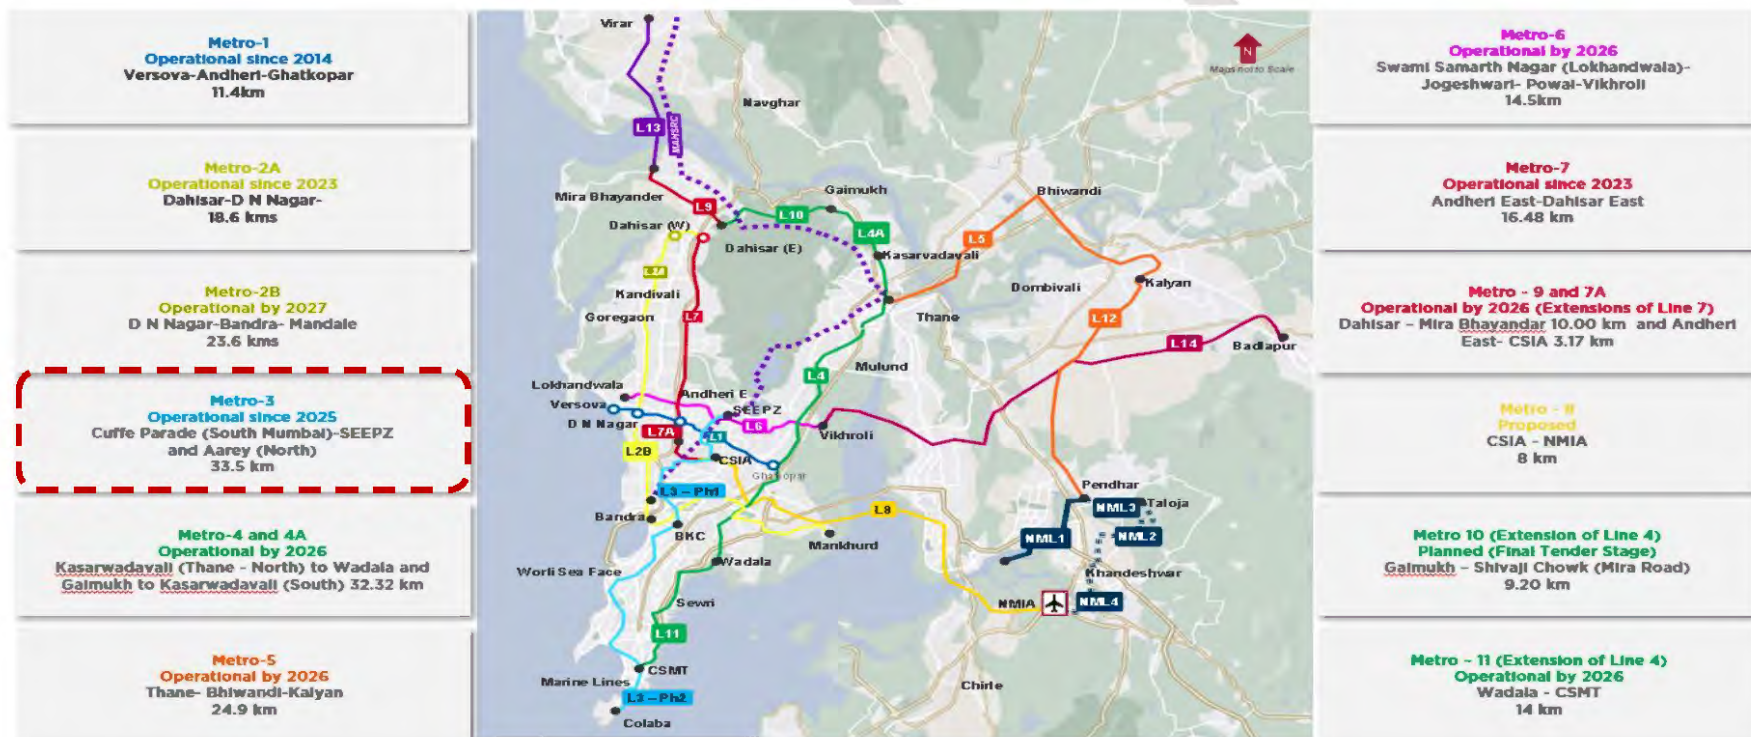 Metro-1
Operational since 2014
Versova-Andheri-Ghatkopar
11.4km
Metro-2A
Operational since 2023
Dahisar-D N Nagar-
18.6 kms
Metro-2B
Operational by 2027
D N Nagar-Bandra- Mandale
23.6 kms
Metro-3
Operational since 2025
Cuffe Parade (South Mumbai)-SEEPZ
and Aarey (North)
33.5 km
Metro-4 and 4A
Operational by 2026
Kasarwadavali (Thane - North) to Wadala and
Gaimukh to Kasarwadavali (South) 32.32 km
Metro-5
Operational by 2026
Thane- Bhiwandi-Kalyan
24.9 km
Virar
N
Maps not to Scale
Navghar
L13
MAHSRC
Mira Bhayander
Gaimukh
Bhiwandi
L9
L10
Dahisar (W)
L4A
L5
Dahisar (E)
Kasarvadavali
L2A
Kandivali
Dombivali
Kalyan
Goregaon
L7
Thane
L12
L14
Badlapur
Mulund
L4
Lokhandwala
Andheri E
Versova
SEEPZ
D N Nagar
L7A
L1
L6
Vikhroli
L2B
CSIA
Ghatkopar
L3 - Ph1
Pendhar
Taloja
Bandra
L8
NML3
BKC
NML1
NML2
Mankhurd
Worli Sea Face
Wadala
Khandeshwar
Sewri
NMIA
NML4
L11
CSMT
Marine Lines
L3 - Ph2
Chirle
Colaba
Metro-6
Operational by 2026
Swami Samarth Nagar (Lokhandwala)-
Jogeshwari- Powai-Vikhroli
14.5km
Metro-7
Operational since 2023
Andheri East-Dahisar East
16.48 km
Metro - 9 and 7A
Operational by 2026 (Extensions of Line 7)
Dahisar - Mira Bhayandar 10.00 km and Andheri
East- CSIA 3.17 km
Metro - 8
Proposed
CSIA - NMIA
8 km
Metro 10 (Extension of Line 4)
Planned (Final Tender Stage)
Gaimukh - Shivaji Chowk (Mira Road)
9.20 km
Metro - 11 (Extension of Line 4)
Operational by 2026
Wadala - CSMT
14 km